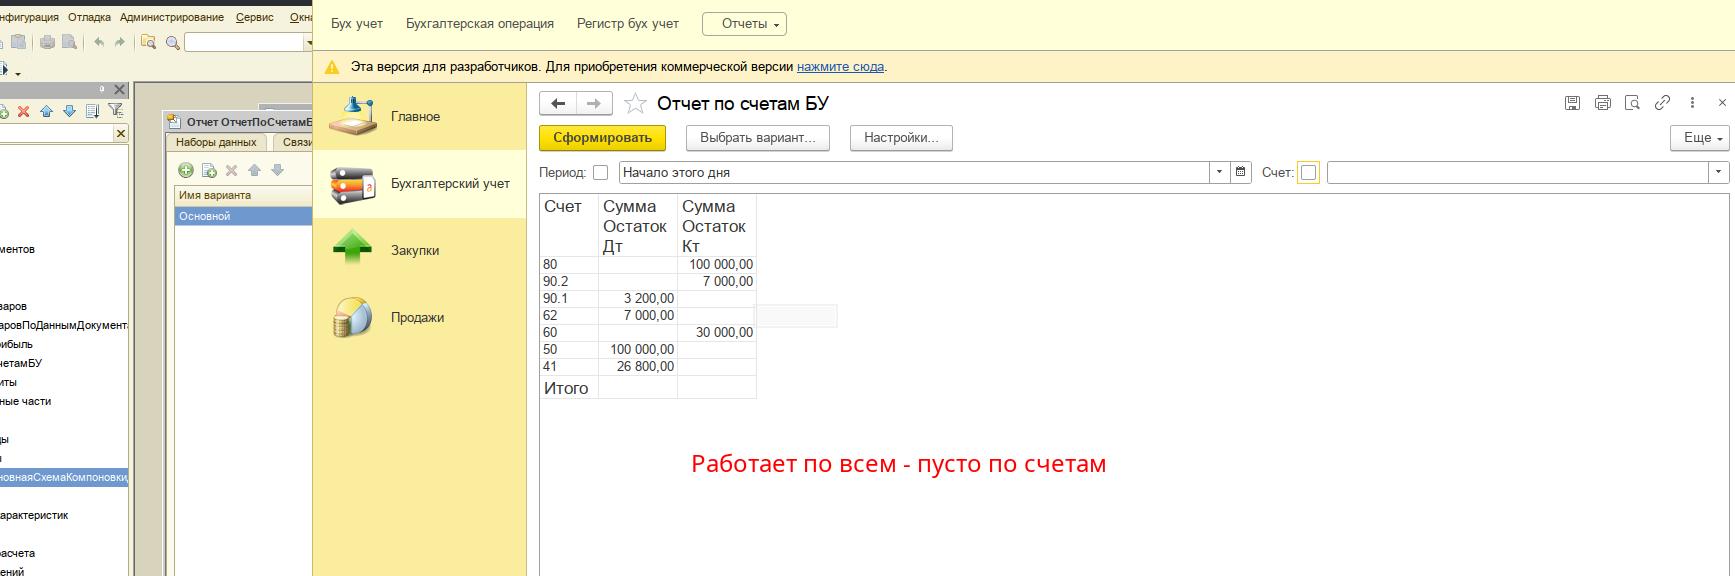 нфигурация Отладка Администрирование Сервис Окна
Бух учет Бухгалтерская операция Регистр бух учет Отчеты
Эта версия для разработчиков. Для приобретения коммерческой версии нажмите сюда.
Отчет ОтчетПоСчетамБ
Наборы данных Связи
Имя варианта
Основной
ментов
варов
аровПоДаннымДокумента
рибыль
четамБУ
иты
ные части
ды
новнаяСхемаКомпоновки
арактеристик
расчета
ений
Главное
Бухгалтерский учет
Закупки
Продажи
Отчет по счетам БУ
Сформировать Выбрать вариант... Настройки... Еще
Период: Начало этого дня Счет:
Счет Сумма Остаток Дт Сумма Остаток Кт
80 100 000,00
90.2 7 000,00
90.1 3 200,00
62 7 000,00
60 30 000,00
50 100 000,00
41 26 800,00
Итого
Работает по всем - пусто по счетам